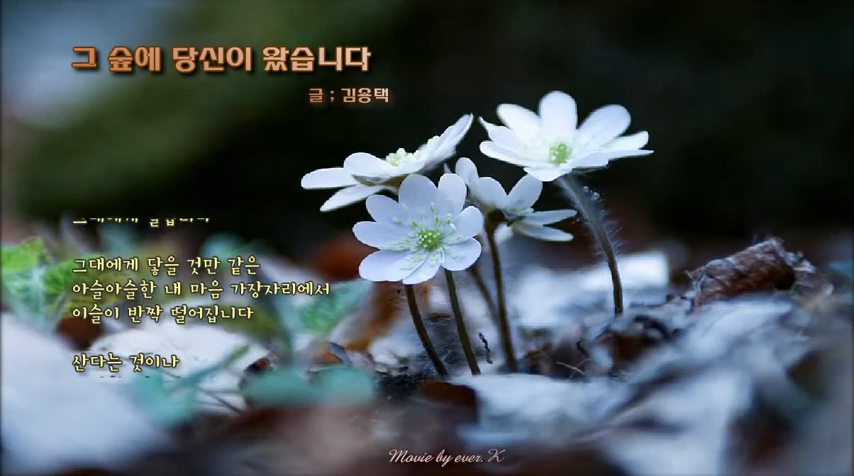 그 숲에 당신이 왔습니다
글 ; 김용택
그대에게 닿을 것만 같은
아슬아슬한 내 마음 가장자리에서
이슬이 반짝 떨어집니다
산다는 것이나
Movie by ever. K